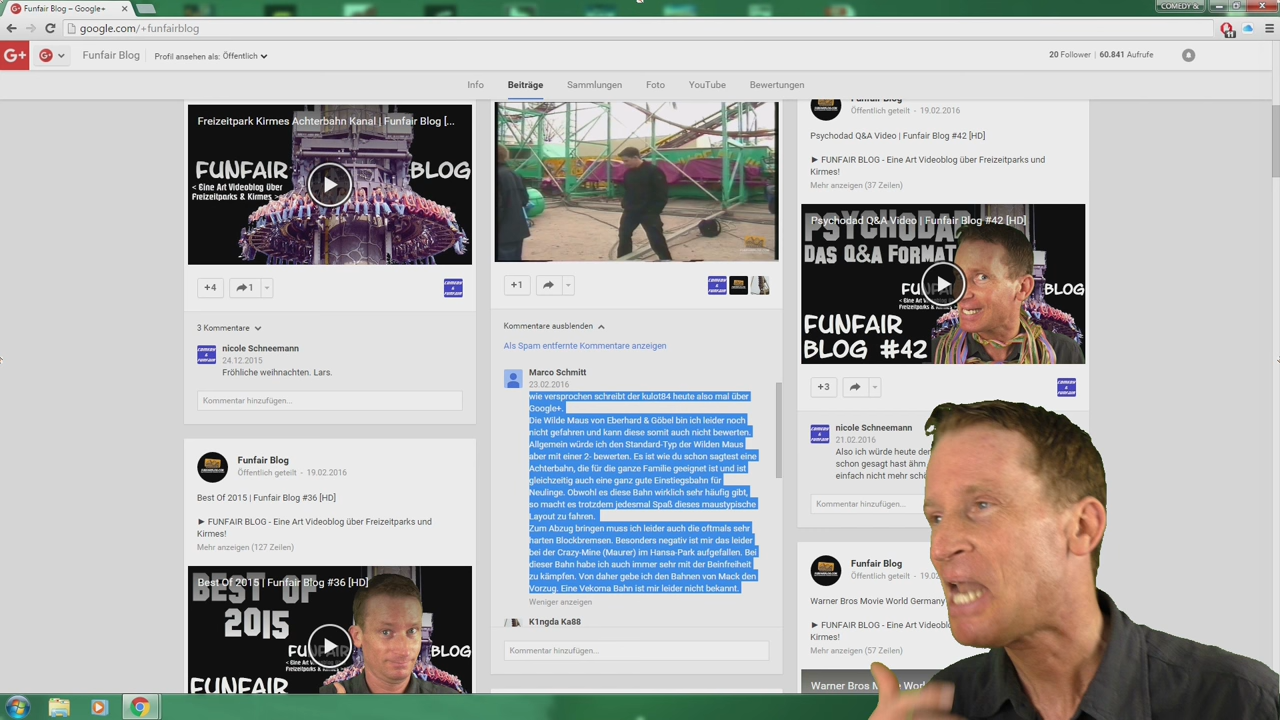 Funfair Blog – Google+
COMEDY &
google.com/+funfairblog
G+
Funfair Blog
Profil ansehen als: Öffentlich
20 Follower | 60.841 Aufrufe
Info
Beiträge
Sammlungen
Foto
YouTube
Bewertungen
Freizeitpark Kirmes Achterbahn Kanal | Funfair Blog [...
FUNFAIR BLOG
< Eine Art Videoblog über
Freizeitparks & Kirmes >
+4
1
3 Kommentare
nicole Schneemann
24.12.2015
Fröhliche weihnachten. Lars.
Kommentar hinzufügen...
Funfair Blog
Öffentlich geteilt - 19.02.2016
Best Of 2015 | Funfair Blog #36 [HD]
► FUNFAIR BLOG - Eine Art Videoblog über Freizeitparks und
Kirmes!
Mehr anzeigen (127 Zeilen)
Best Of 2015 | Funfair Blog #36 [HD]
BEST OF
2015
FUNFAIR
+1
Kommentare ausblenden
Als Spam entfernte Kommentare anzeigen
Marco Schmitt
23.02.2016
wie versprochen schreibt der kulot84 heute also mal über
Google+.
Die Wilde Maus von Eberhard & Göbel bin ich leider noch
nicht gefahren und kann diese somit auch nicht bewerten.
Allgemein würde ich den Standard-Typ der Wilden Maus
aber mit einer 2- bewerten. Es ist wie du schon sagtest eine
Achterbahn, die für die ganze Familie geeignet ist und ist
gleichzeitig auch eine ganz gute Einstiegsbahn für
Neulinge. Obwohl es diese Bahn wirklich sehr häufig gibt,
so macht es trotzdem jedesmal Spaß dieses maustypische
Layout zu fahren.
Zum Abzug bringen muss ich leider auch die oftmals sehr
harten Blockbremsen. Besonders negativ ist mir das leider
bei der Crazy-Mine (Maurer) im Hansa-Park aufgefallen. Bei
dieser Bahn habe ich auch immer sehr mit der Beinfreiheit
zu kämpfen. Von daher gebe ich den Bahnen von Mack den
Vorzug. Eine Vekoma Bahn ist mir leider nicht bekannt.
Weniger anzeigen
K1ngda Ka88
Kommentar hinzufügen...
Funfair Blog
Öffentlich geteilt - 19.02.2016
Psychodad Q&A Video | Funfair Blog #42 [HD]
► FUNFAIR BLOG - Eine Art Videoblog über Freizeitparks und
Kirmes!
Mehr anzeigen (37 Zeilen)
Psychodad Q&A Video | Funfair Blog #42 [HD]
PSYCHODAD
DAS Q&A FORMAT
FUNFAIR
BLOG #42
+3
nicole Schneemann
21.02.2016
Also ich würde heute der
schon gesagt hast ähm
einfach nicht mehr
Kommentar hinzufügen...
Funfair Blog
Öffentlich geteilt - 19.02
Warner Bros Movie World Germany
► FUNFAIR BLOG - Eine Art Videoblo
Kirmes!
Mehr anzeigen (57 Zeilen)
Warner Bros Movie Worl